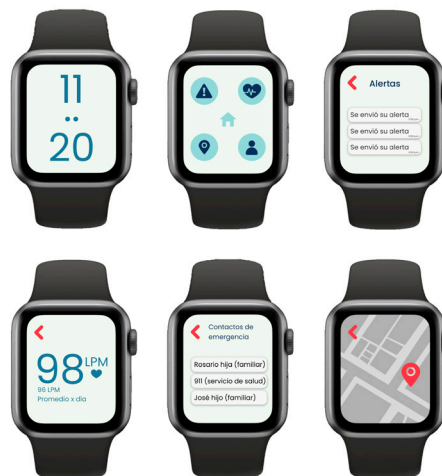 11
20
Alertas
Se envió su alerta
Se envió su alerta
Se envió su alerta
98 LPM
96 LPM
Promedio x día
Contactos de
emergencia
Rosario hija (familiar)
911 (servicio de salud)
José hijo (familiar)